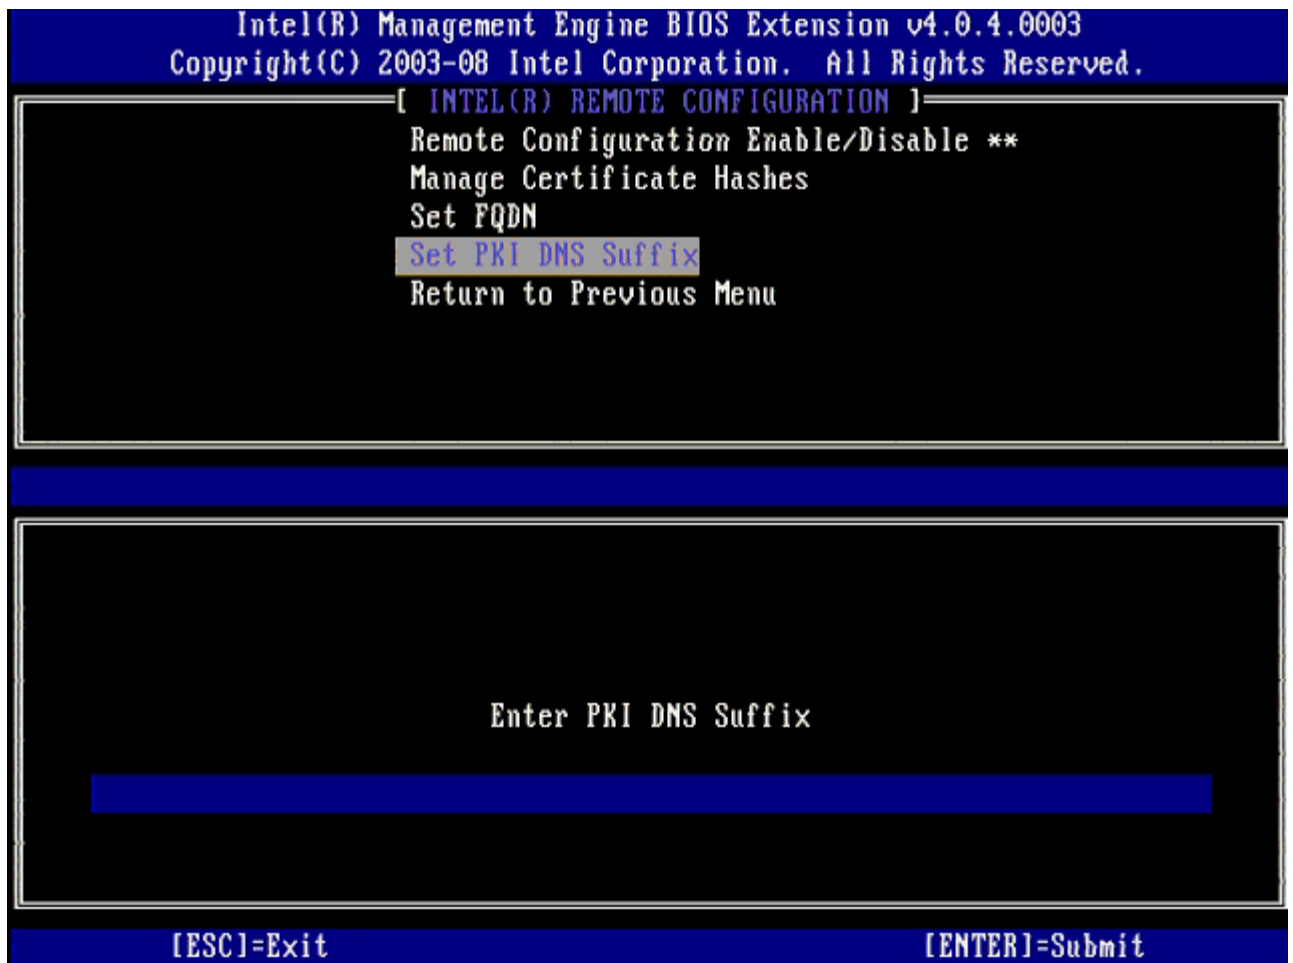 Intel(R) Management Engine BIOS Extension v4.0.4.0003
Copyright(C) 2003-08 Intel Corporation. All Rights Reserved.
[ INTEL(R) REMOTE CONFIGURATION ]
Remote Configuration Enable/Disable **
Manage Certificate Hashes
Set FQDN
Set PKI DNS Suffix
Return to Previous Menu
Enter PKI DNS Suffix
[ESC]=Exit [ENTER]=Submit